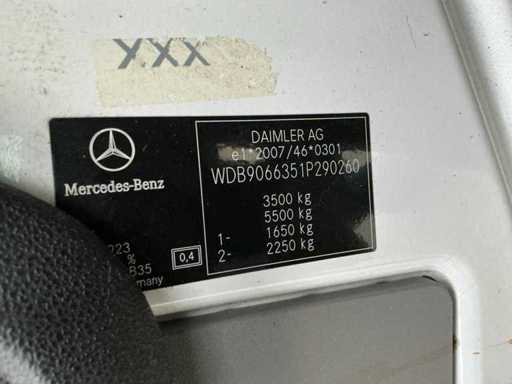 XXX
Mercedes-Benz
DAIMLER AG
e1*2007/46*0301
WDB9066351P290260
3500 kg
5500 kg
1- 1650 kg
2- 2250 kg
223
%
B35
0,4
many